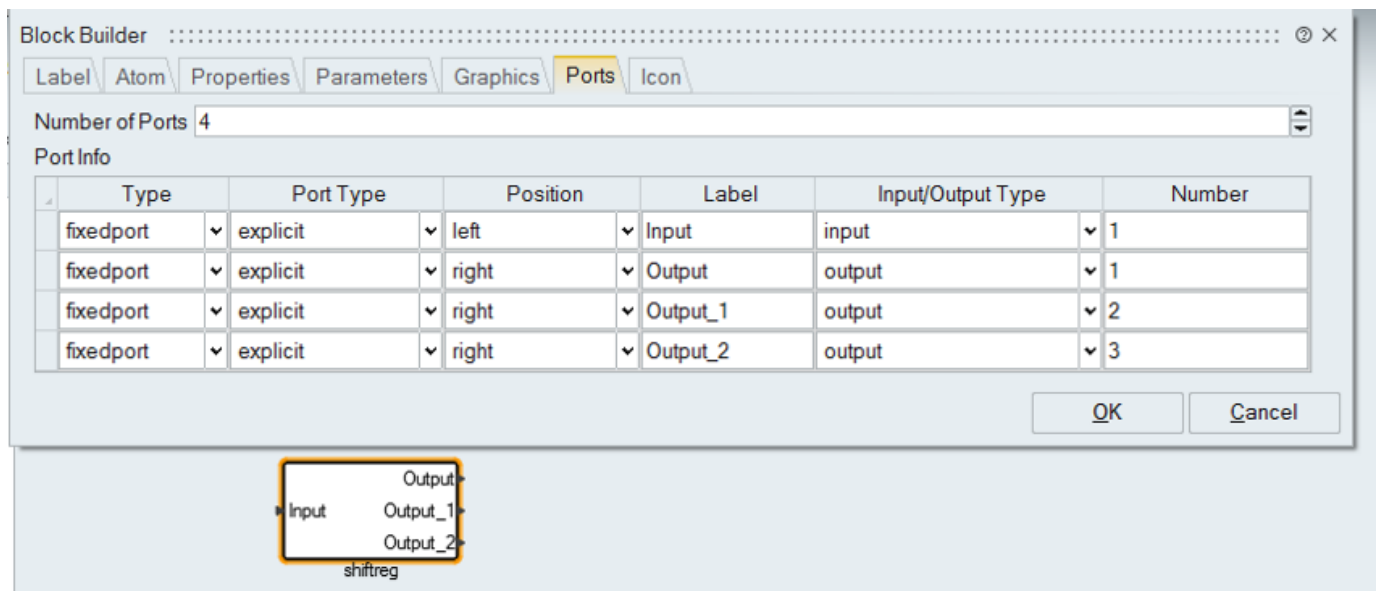 Block Builder
Label Atom Properties Parameters Graphics Ports Icon
Number of Ports 4
Port Info
Type Port Type Position Label Input/Output Type Number
fixedport explicit left Input input 1
fixedport explicit right Output output 1
fixedport explicit right Output_1 output 2
fixedport explicit right Output_2 output 3
OK Cancel
Output
Input Output_1
Output_2
shiftreg